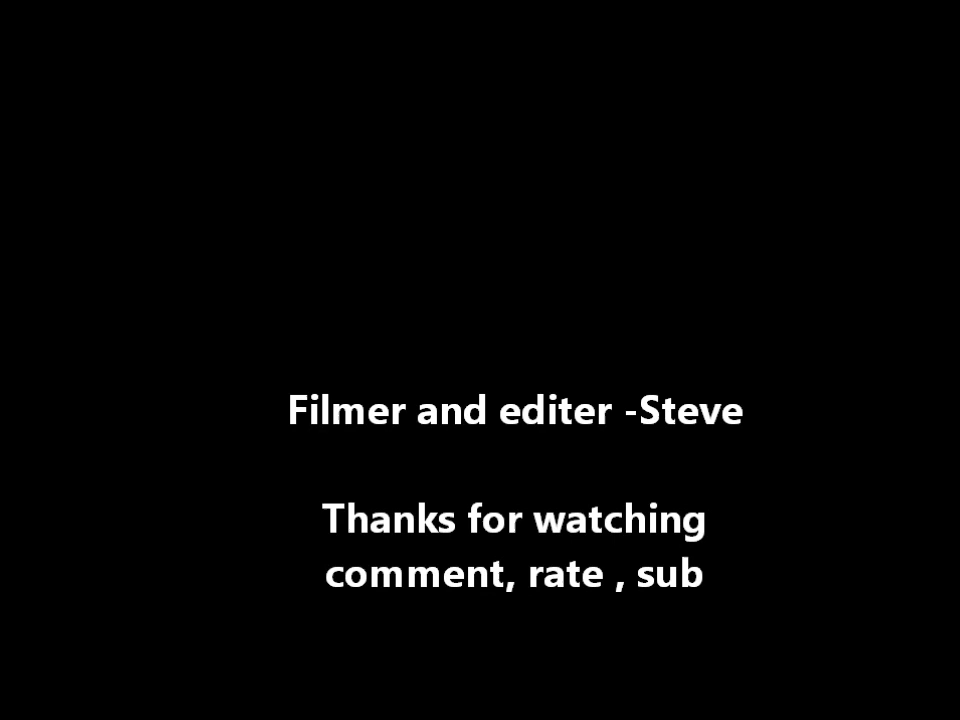 Filmer and editer -Steve
Thanks for watching
comment, rate , sub